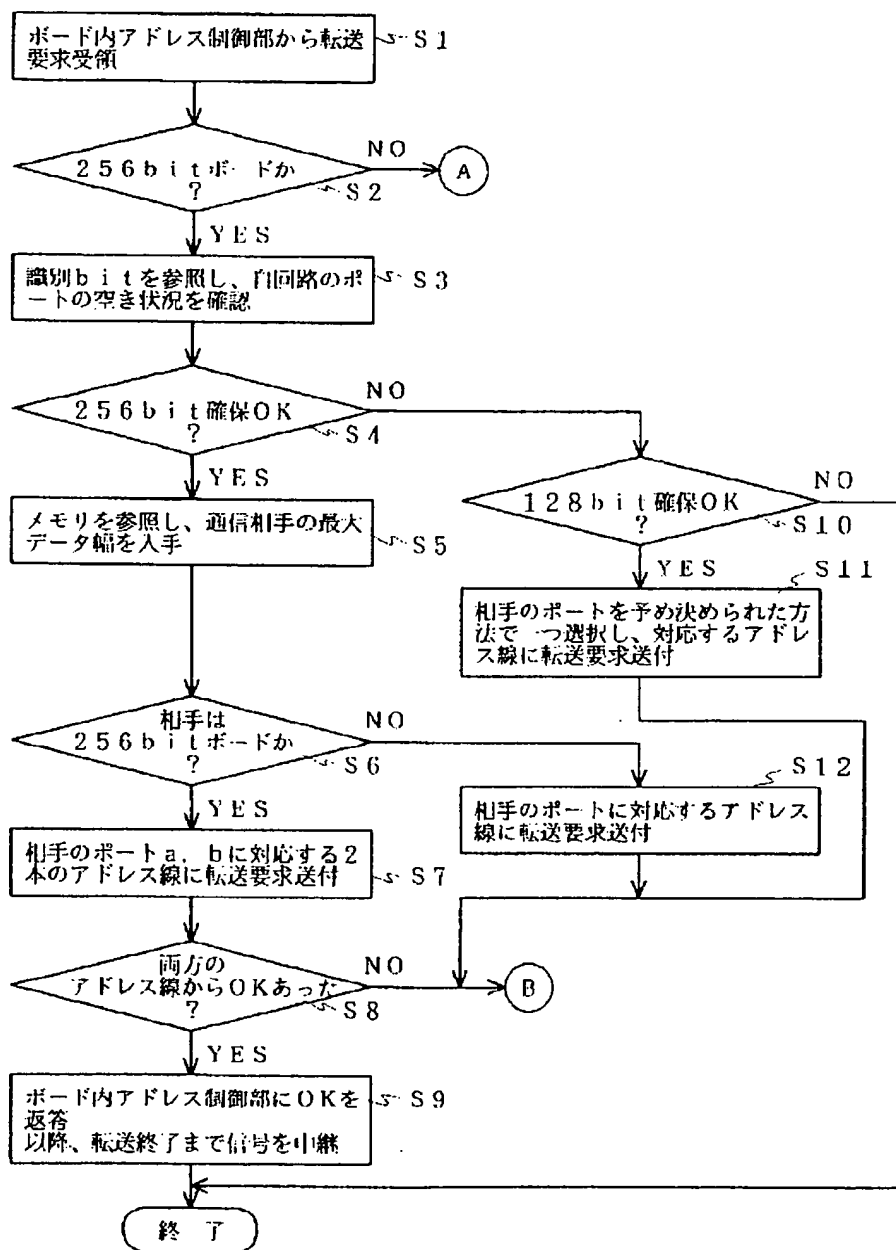 ボード内アドレス制御部から転送
要求受領
S1
256bitボードか
?
S2
NO
A
YES
識別bitを参照し、自回路のポ
ートの空き状況を確認
S3
256bit確保OK
?
S4
NO
YES
メモリを参照し、通信相手の最大
データ幅を入手
S5
128bit確保OK
?
S10
NO
YES
S11
相手のポートを予め決められた方
法で一つ選択し、対応するアドレ
ス線に転送要求送付
相手は
256bitボードか
?
S6
NO
YES
S12
相手のポートに対応するアドレス
線に転送要求送付
相手のポートa,bに対応する2
本のアドレス線に転送要求送付
S7
両方の
アドレス線からOKあった
?
S8
NO
B
YES
ボード内アドレス制御部にOKを
返答
以降、転送終了まで信号を中継
S9
終 了